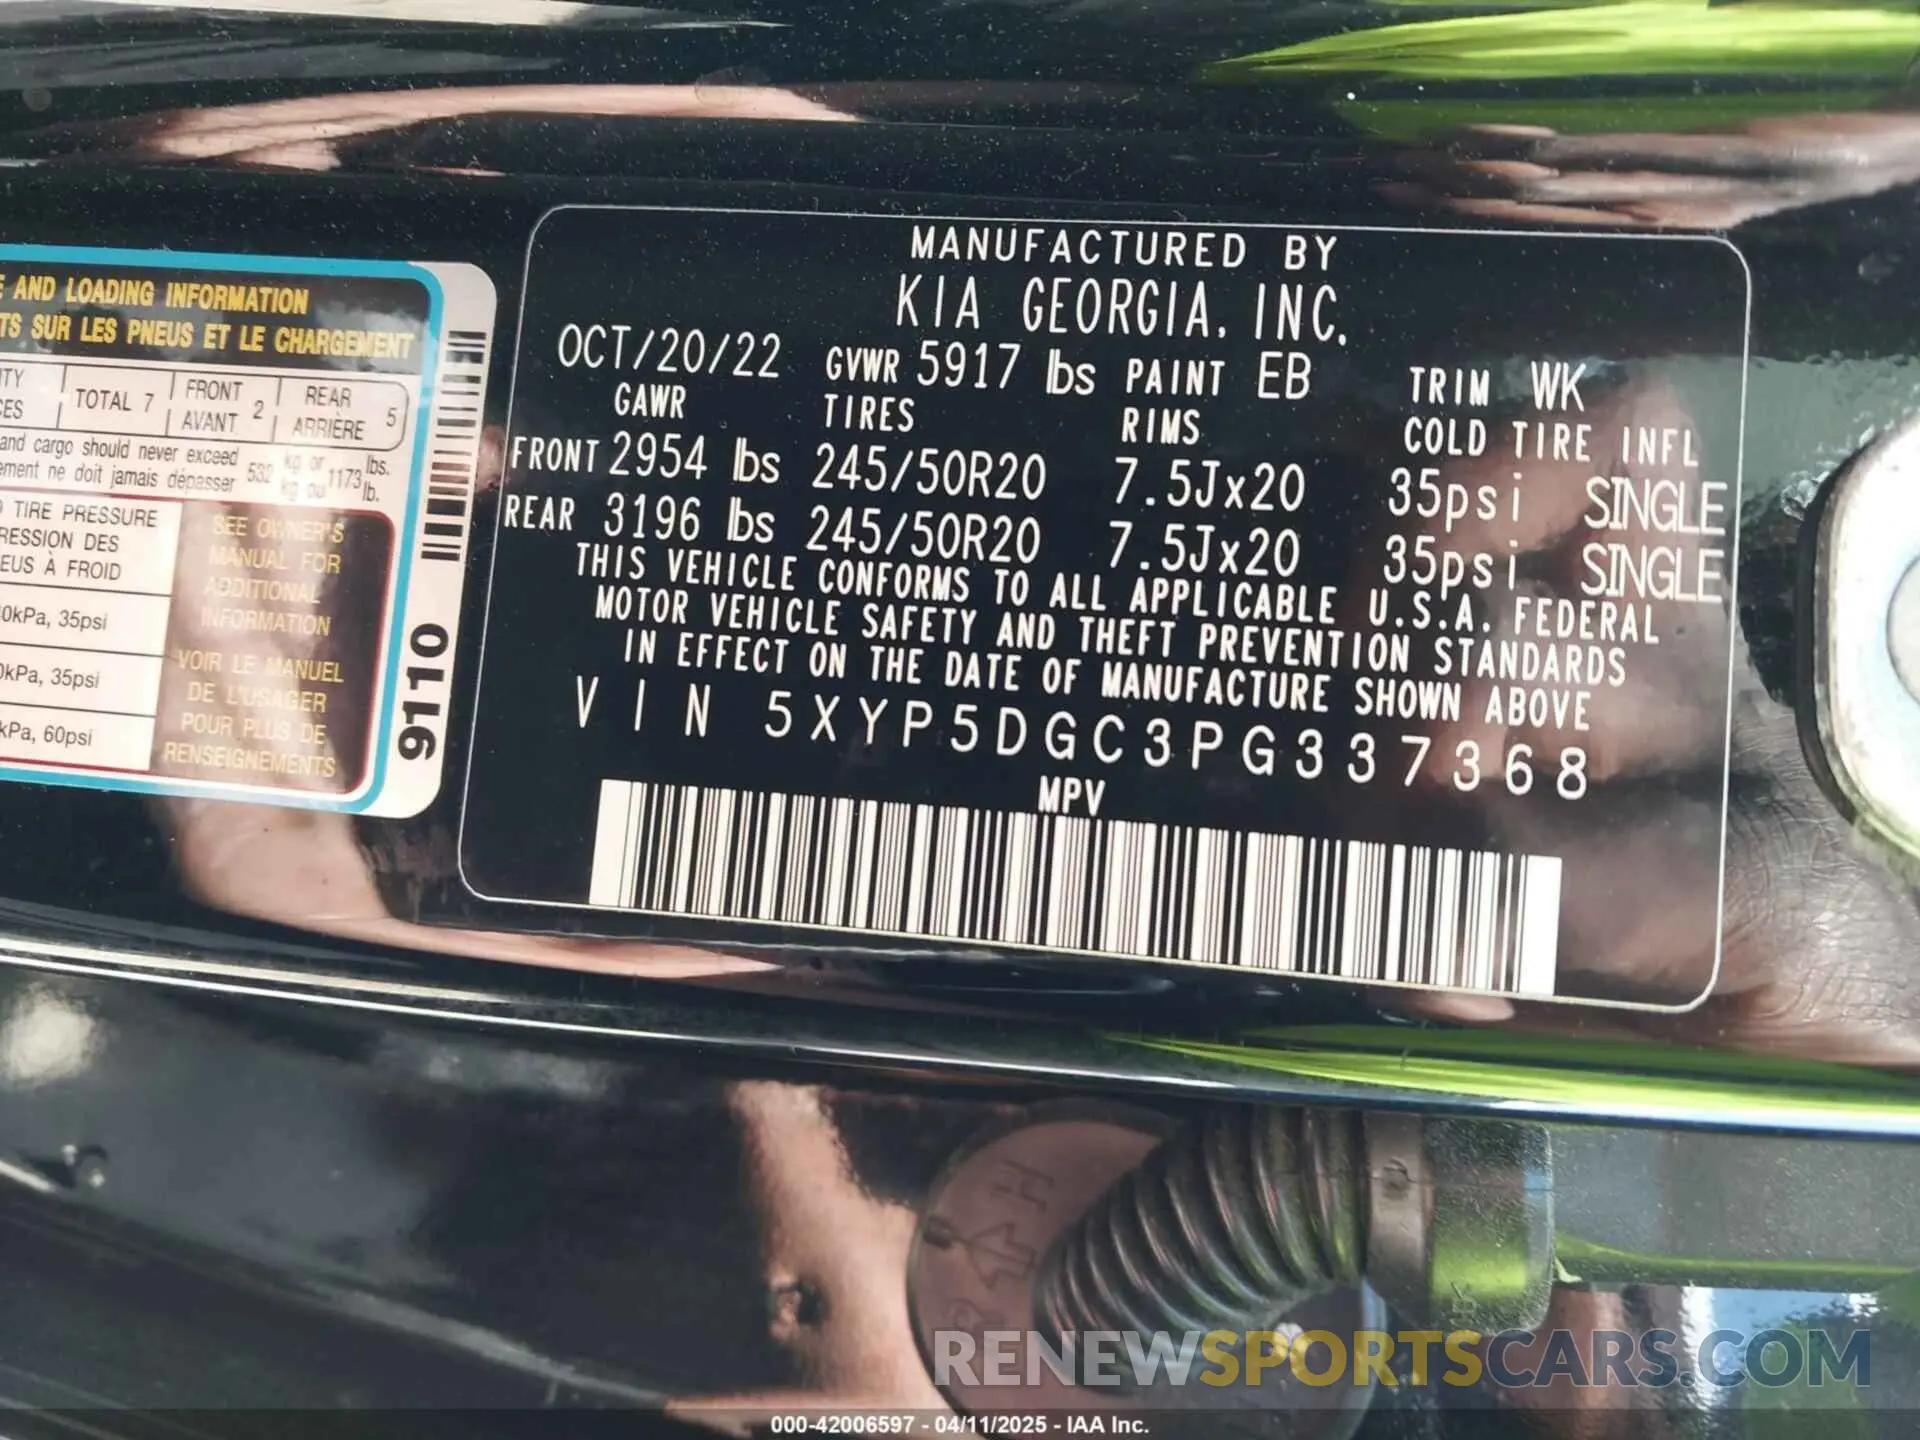 E AND LOADING INFORMATION
TS SUR LES PNEUS ET LE CHARGEMENT
TOTAL 7
FRONT
AVANT 2
REAR
ARRIÈRE 5
and cargo should never exceed
ement ne doit jamais dépasser 532 kg or
kg ou 1173 lbs.
lb.
TIRE PRESSURE
RESSION DES
EUS À FROID
0kPa, 35psi
0kPa, 35psi
kPa, 60psi
SEE OWNER'S
MANUAL FOR
ADDITIONAL
INFORMATION
VOIR LE MANUEL
DE L'USAGER
POUR PLUS DE
RENSEIGNEMENTS
9110
MANUFACTURED BY
KIA GEORGIA, INC.
OCT/20/22 GVWR 5917 lbs PAINT EB TRIM WK
GAWR TIRES RIMS COLD TIRE INFL
FRONT 2954 lbs 245/50R20 7.5Jx20 35psi SINGLE
REAR 3196 lbs 245/50R20 7.5Jx20 35psi SINGLE
THIS VEHICLE CONFORMS TO ALL APPLICABLE U.S.A. FEDERAL
MOTOR VEHICLE SAFETY AND THEFT PREVENTION STANDARDS
IN EFFECT ON THE DATE OF MANUFACTURE SHOWN ABOVE
VIN 5XYP5DGC3PG337368
MPV
RENEWSPORTSCARS.COM
000-42006597 - 04/11/2025 - IAA Inc.